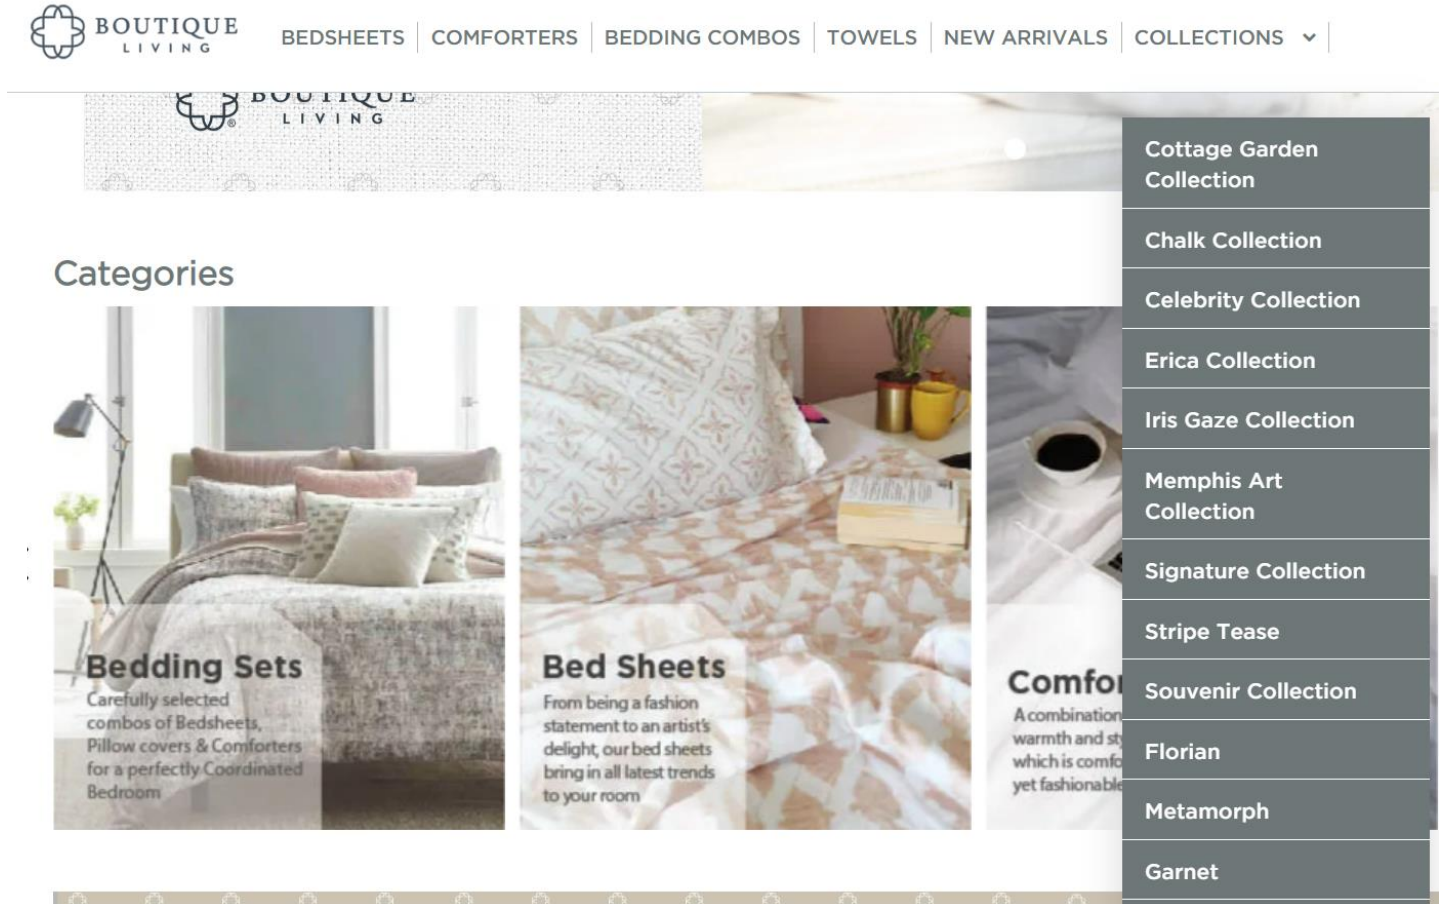 BOUTIQUE
LIVING
BEDSHEETS
COMFORTERS
BEDDING COMBOS
TOWELS
NEW ARRIVALS
COLLECTIONS
BOUTIQUE
LIVING
Cottage Garden
Collection
Chalk Collection
Celebrity Collection
Erica Collection
Iris Gaze Collection
Memphis Art
Collection
Signature Collection
Stripe Tease
Souvenir Collection
Florian
Metamorph
Garnet
Categories
Bedding Sets
Carefully selected
combos of Bedsheets,
Pillow covers & Comforters
for a perfectly Coordinated
Bedroom
Bed Sheets
From being a fashion
statement to an artist's
delight, our bed sheets
bring in all latest trends
to your room
Comfo
A combination
warmth and st
which is comfo
yet fashionable